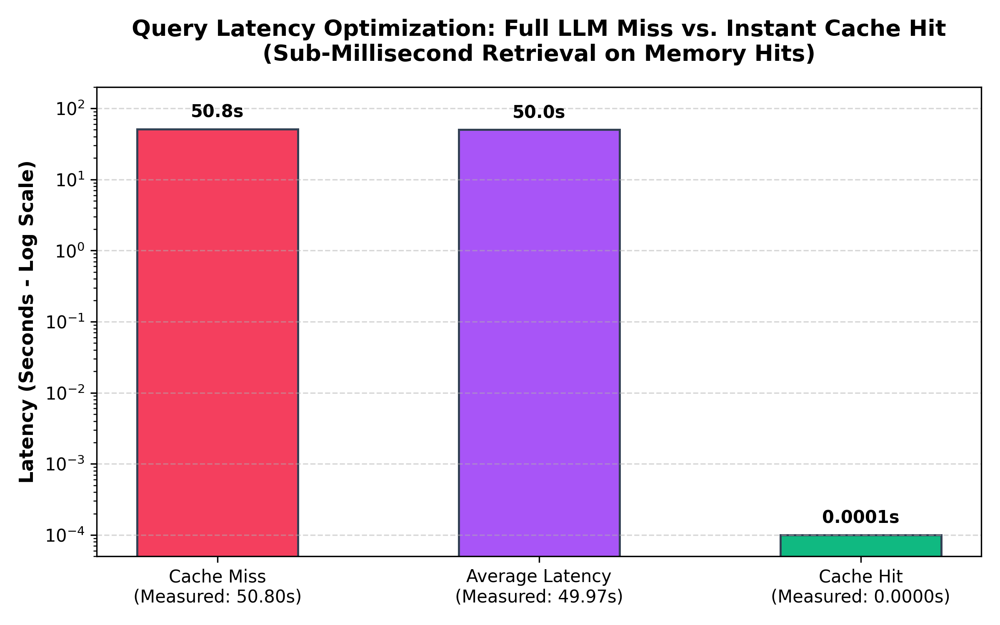 Query Latency Optimization: Full LLM Miss vs. Instant Cache Hit
(Sub-Millisecond Retrieval on Memory Hits)
Latency (Seconds - Log Scale)
10²
10¹
10⁰
10⁻¹
10⁻²
10⁻³
10⁻⁴
50.8s
50.0s
0.0001s
Cache Miss
(Measured: 50.80s)
Average Latency
(Measured: 49.97s)
Cache Hit
(Measured: 0.0000s)